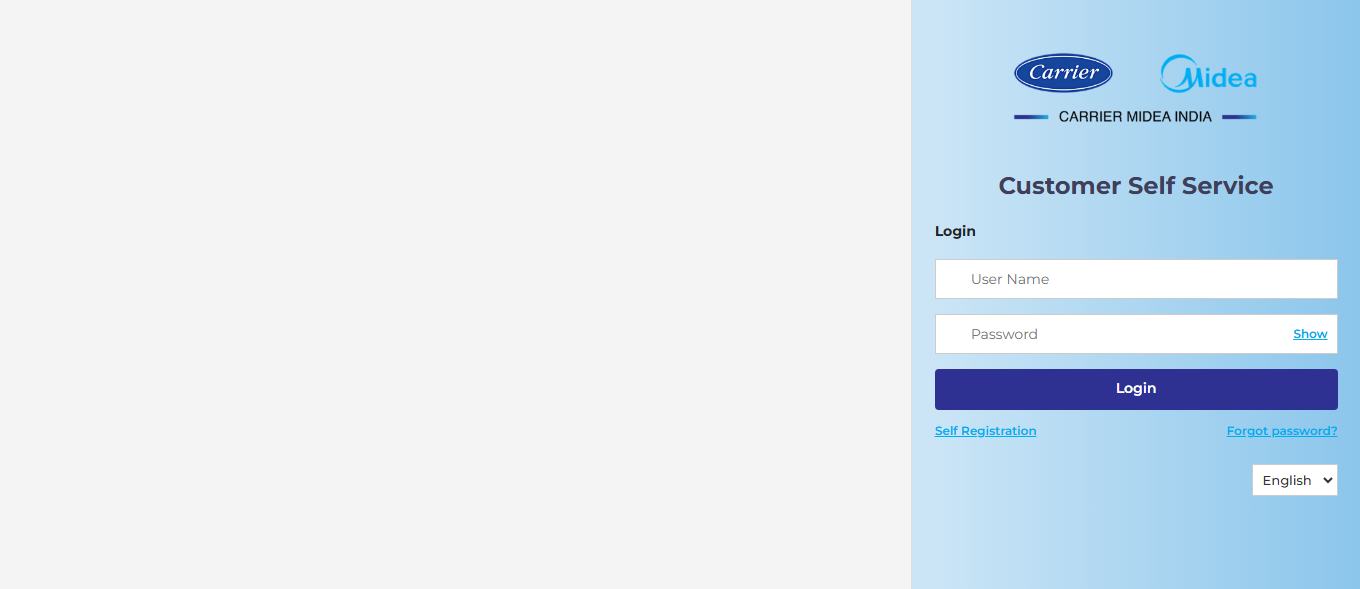 Carrier Midea
CARRIER MIDEA INDIA
Customer Self Service
Login
User Name
Password Show
Login
Self Registration Forgot password?
English